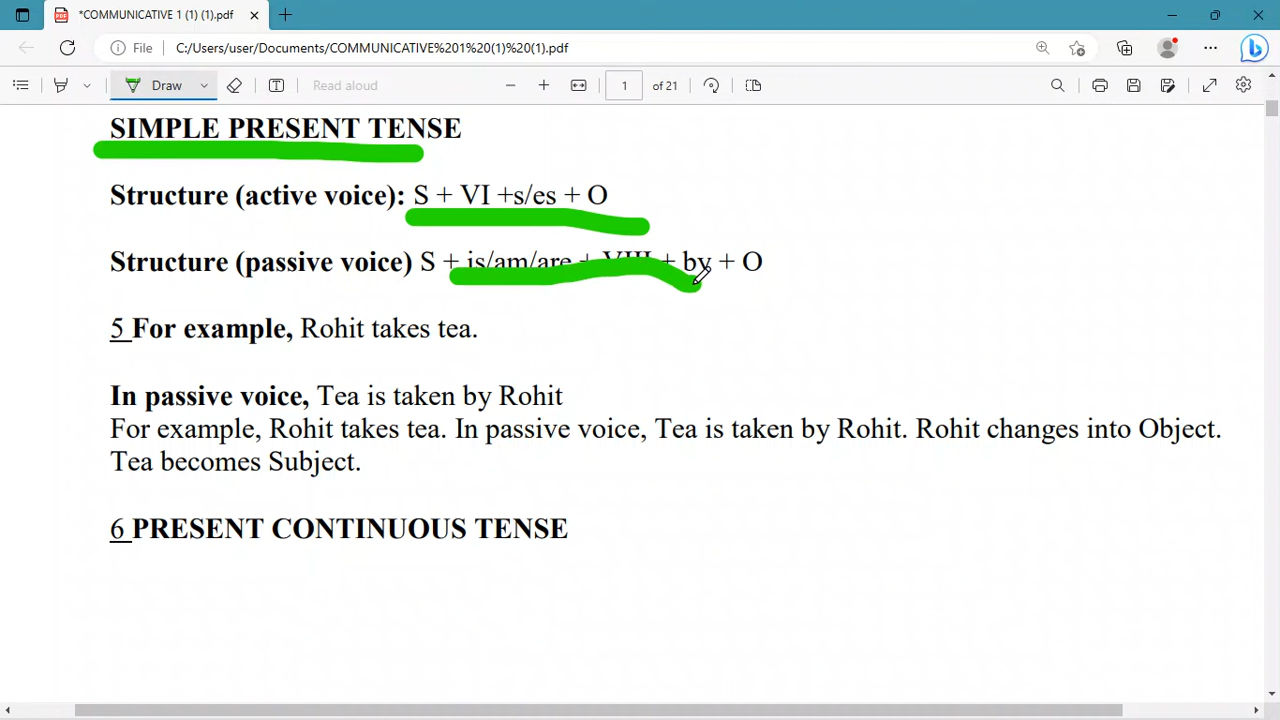 *COMMUNICATIVE 1 (1) (1).pdf
File C:/Users/user/Documents/COMMUNICATIVE%201%20(1)%20(1).pdf
Draw Read aloud 1 of 21
SIMPLE PRESENT TENSE
Structure (active voice): S + VI +s/es + O
Structure (passive voice) S + is/am/are + VIII + by + O
5 For example, Rohit takes tea.
In passive voice, Tea is taken by Rohit
For example, Rohit takes tea. In passive voice, Tea is taken by Rohit. Rohit changes into Object.
Tea becomes Subject.
6 PRESENT CONTINUOUS TENSE